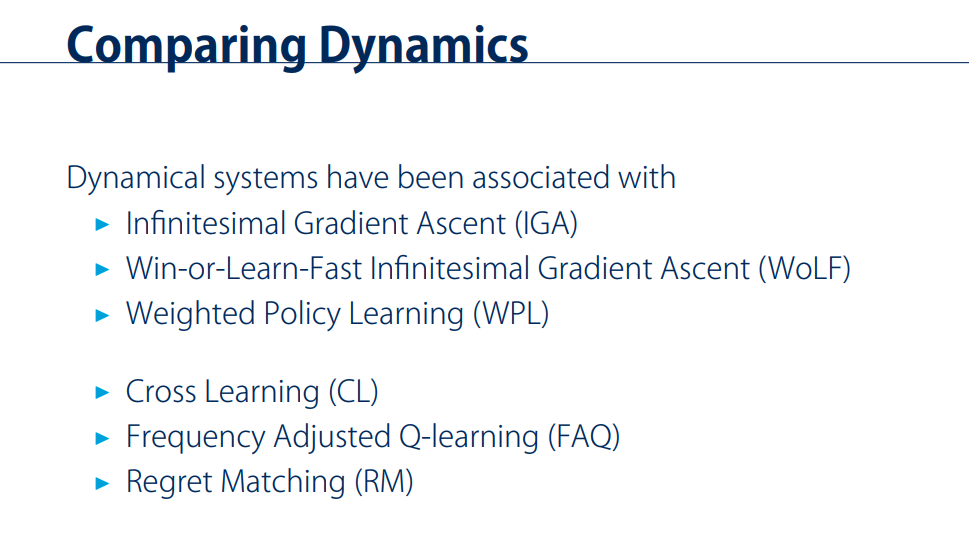 Comparing Dynamics
Dynamical systems have been associated with
▶ Infinitesimal Gradient Ascent (IGA)
▶ Win-or-Learn-Fast Infinitesimal Gradient Ascent (WoLF)
▶ Weighted Policy Learning (WPL)
▶ Cross Learning (CL)
▶ Frequency Adjusted Q-learning (FAQ)
▶ Regret Matching (RM)